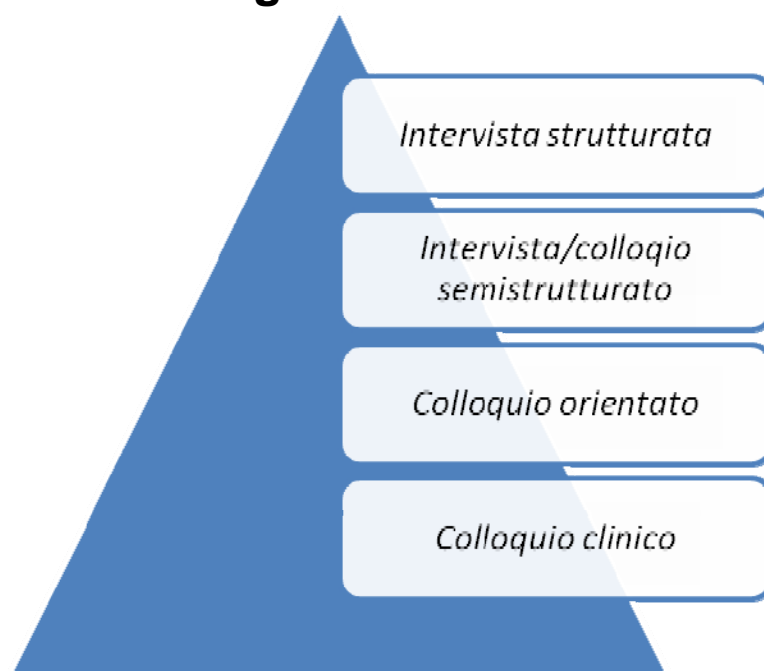 Intervista strutturata
Intervista/colloqio
semistrutturato
Colloquio orientato
Colloquio clinico